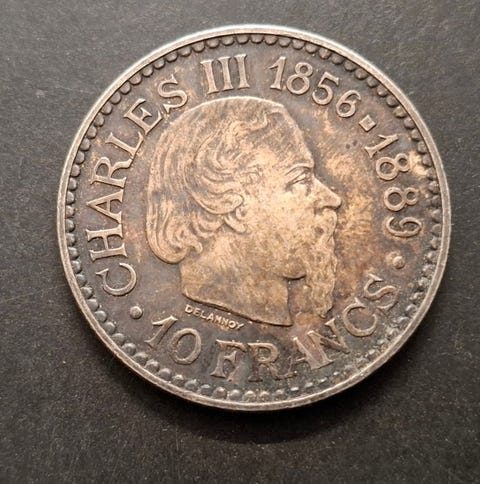 CHARLES III 1856-1889
DELANNOY
10 FRANCS